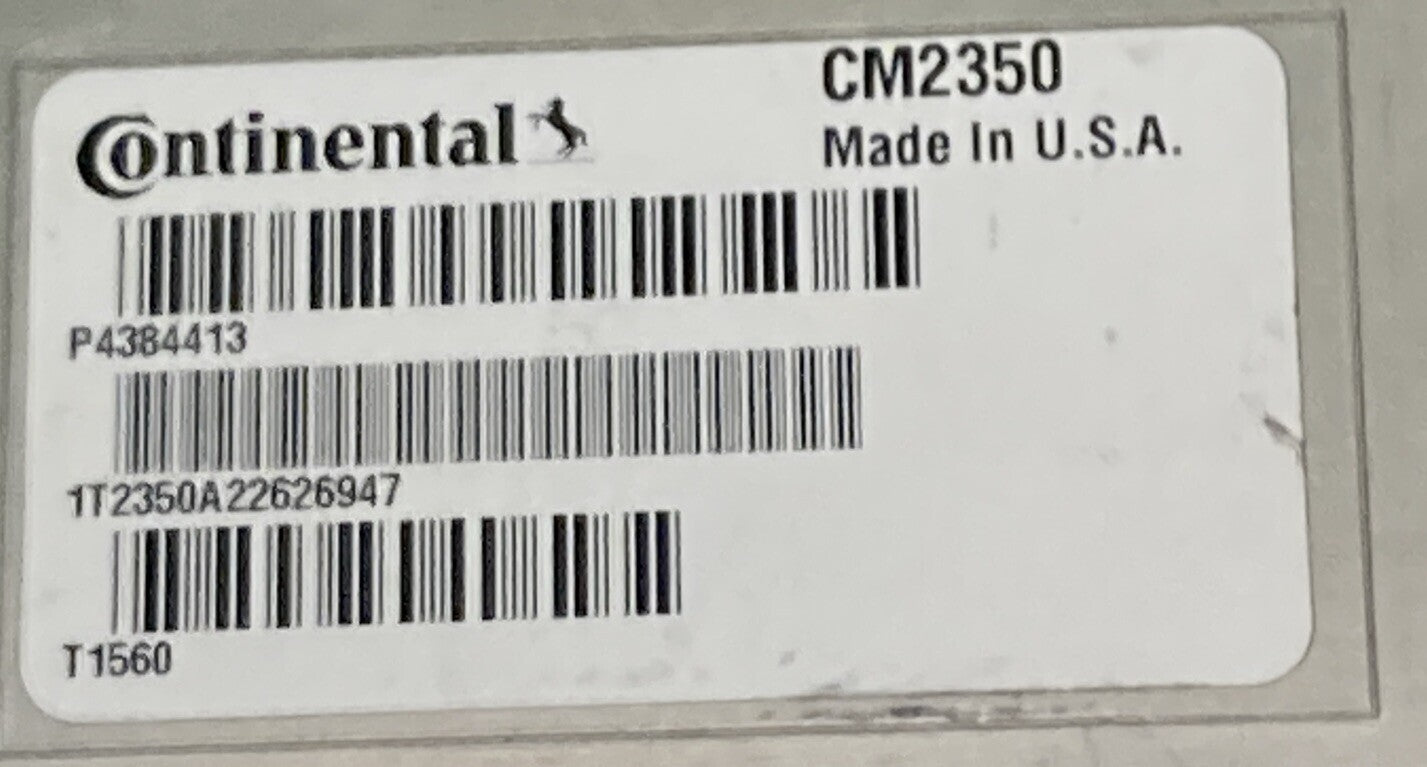 Continental
CM2350
Made In U.S.A.
P4384413
1T2350A22626947
T1560